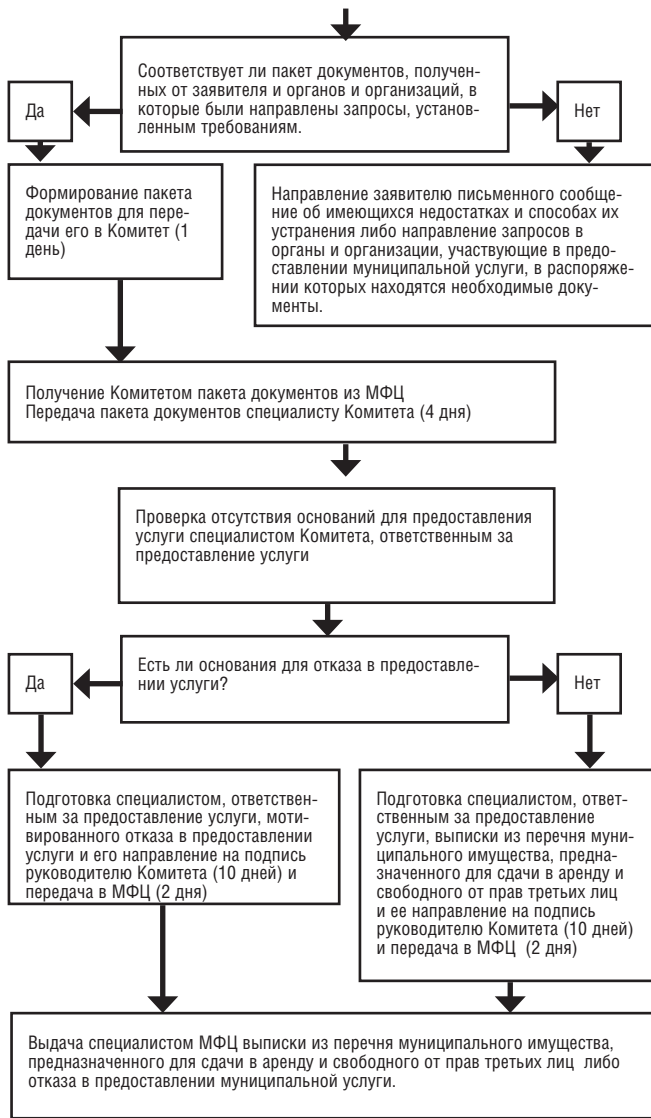 Соответствует ли пакет документов, получен-
ных от заявителя и органов и организаций, в
которые были направлены запросы, установ-
ленным требованиям.
Да
Нет
Формирование пакета
документов для пере-
дачи его в Комитет (1
день)
Направление заявителю письменного сообще-
ние об имеющихся недостатках и способах их
устранения либо направление запросов в
органы и организации, участвующие в предо-
ставлении муниципальной услуги, в распоряже-
нии которых находятся необходимые доку-
менты.
Получение Комитетом пакета документов из МФЦ
Передача пакета документов специалисту Комитета (4 дня)
Проверка отсутствия оснований для предоставления
услуги специалистом Комитета, ответственным за
предоставление услуги
Есть ли основания для отказа в предоставле-
нии услуги?
Да
Нет
Подготовка специалистом, ответствен-
ным за предоставление услуги, моти-
вированного отказа в предоставлении
услуги и его направление на подпись
руководителю Комитета (10 дней) и
передача в МФЦ (2 дня)
Подготовка специалистом, ответ-
ственным за предоставление
услуги, выписки из перечня муни-
ципального имущества, предна-
значенного для сдачи в аренду и
свободного от прав третьих лиц
и ее направление на подпись
руководителю Комитета (10 дней)
и передача в МФЦ (2 дня)
Выдача специалистом МФЦ выписки из перечня муниципального имущества,
предназначенного для сдачи в аренду и свободного от прав третьих лиц либо
отказа в предоставлении муниципальной услуги.